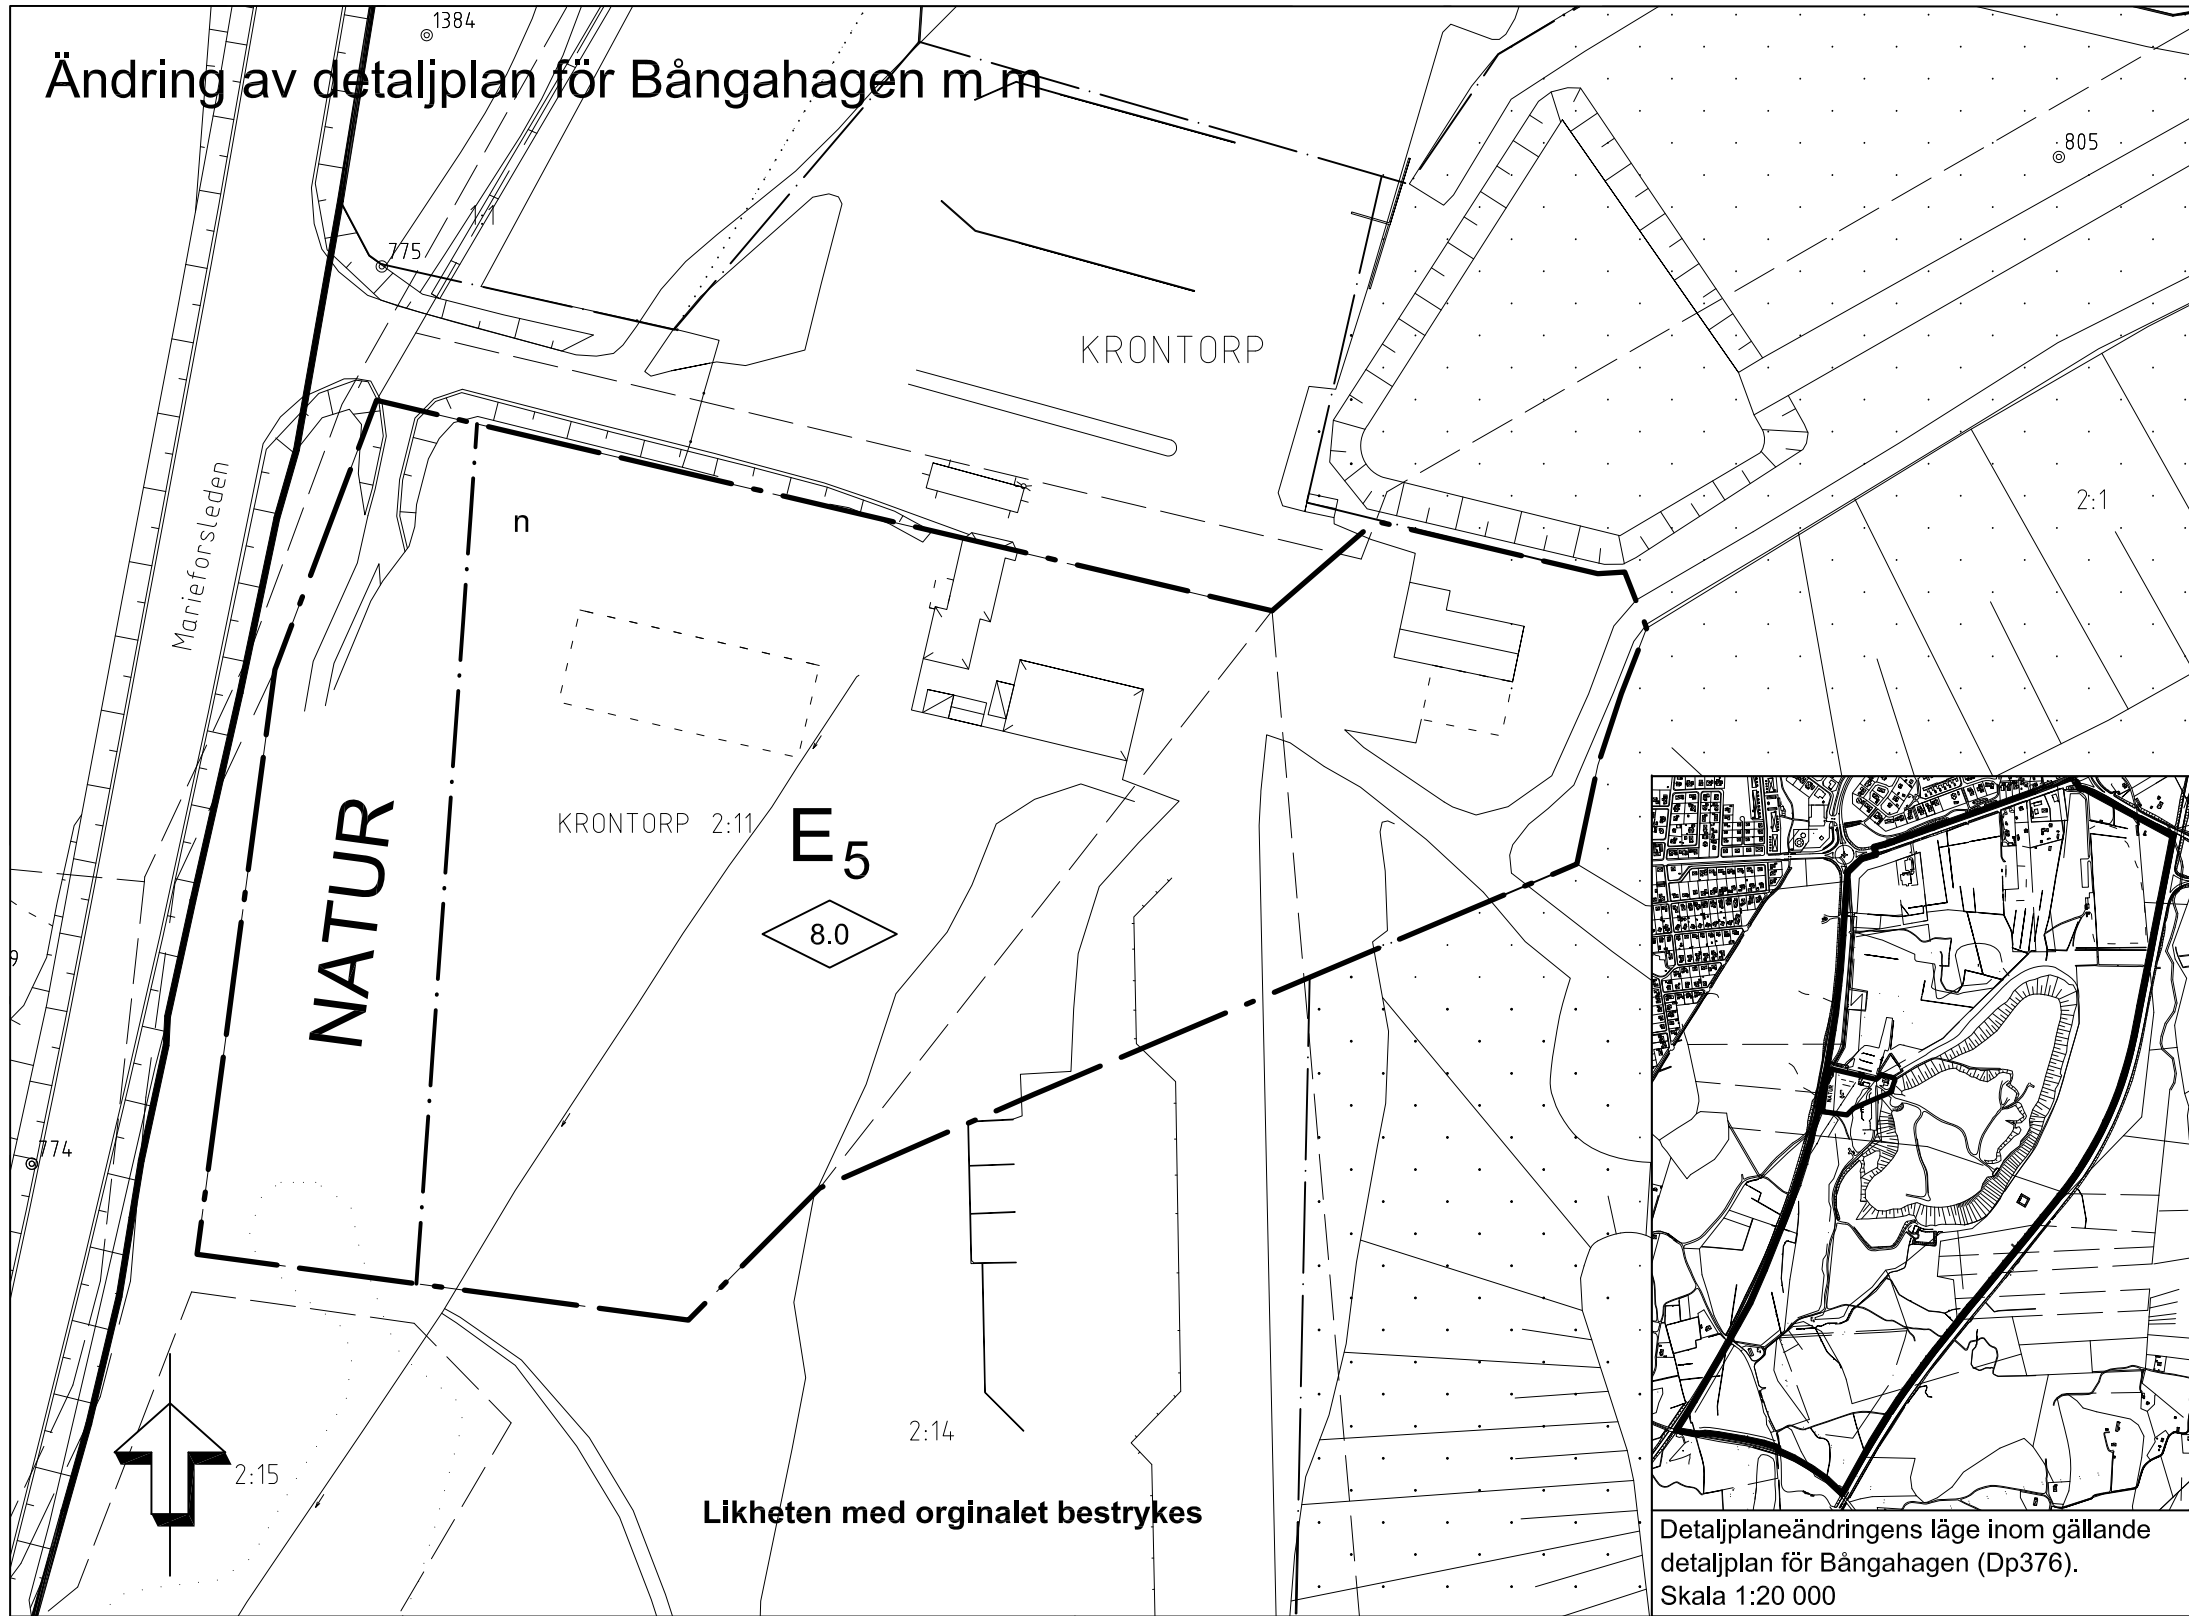 1384
Ändring av detaljplan för Bångahagen m m
805
1:1
775
KRONTORP
Marieforsleden
2:1
n
NATUR
KRONTORP 2:11
E5
8.0
9
774
2:14
2:15
Likheten med orginalet bestrykes
NATUR
Detaljplaneändringens läge inom gällande
detaljplan för Bångahagen (Dp376).
Skala 1:20 000